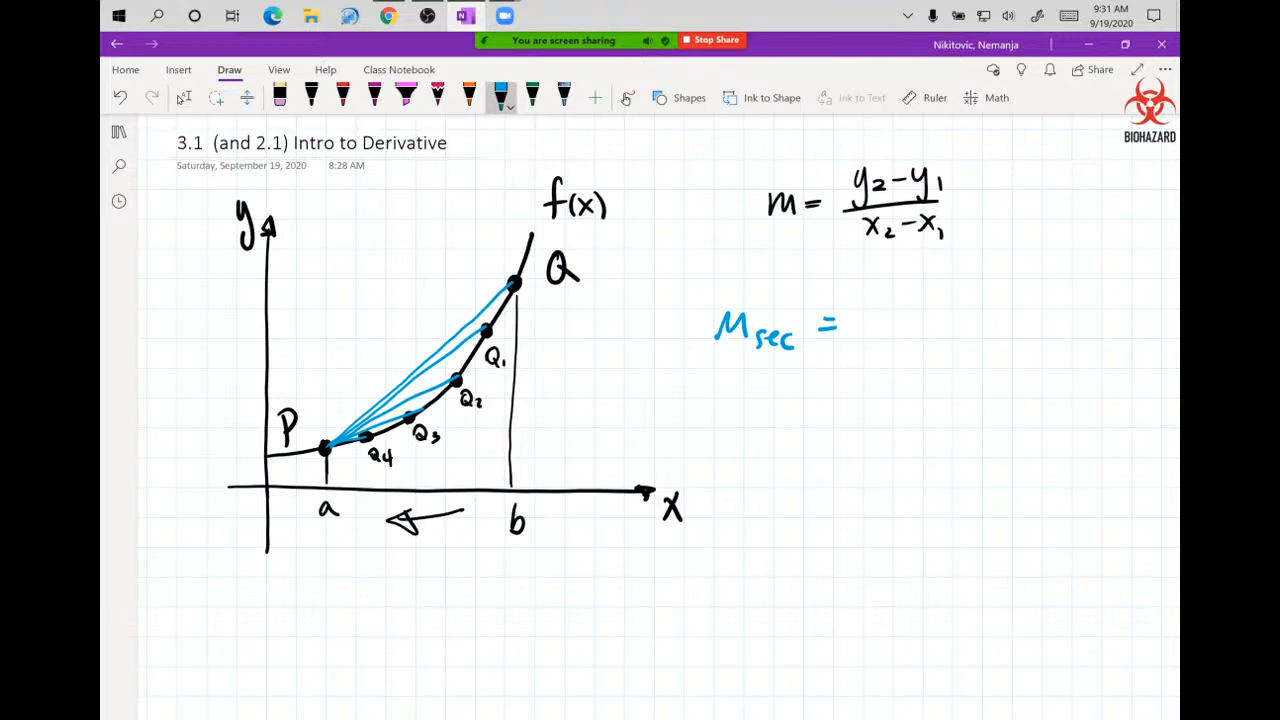 9:31 AM
9/19/2020
You are screen sharing
Stop Share
Nikitovic, Nemanja
Home Insert Draw View Help Class Notebook
Share
Shapes Ink to Shape Ink to Text Ruler Math
BIOHAZARD
3.1 (and 2.1) Intro to Derivative
Saturday, September 19, 2020 8:28 AM
y
f(x)
m = y₂-y₁
x₂-x₁
Q
Msec =
Q₁
Q₂
P
Q₃
Q4
a
b
x